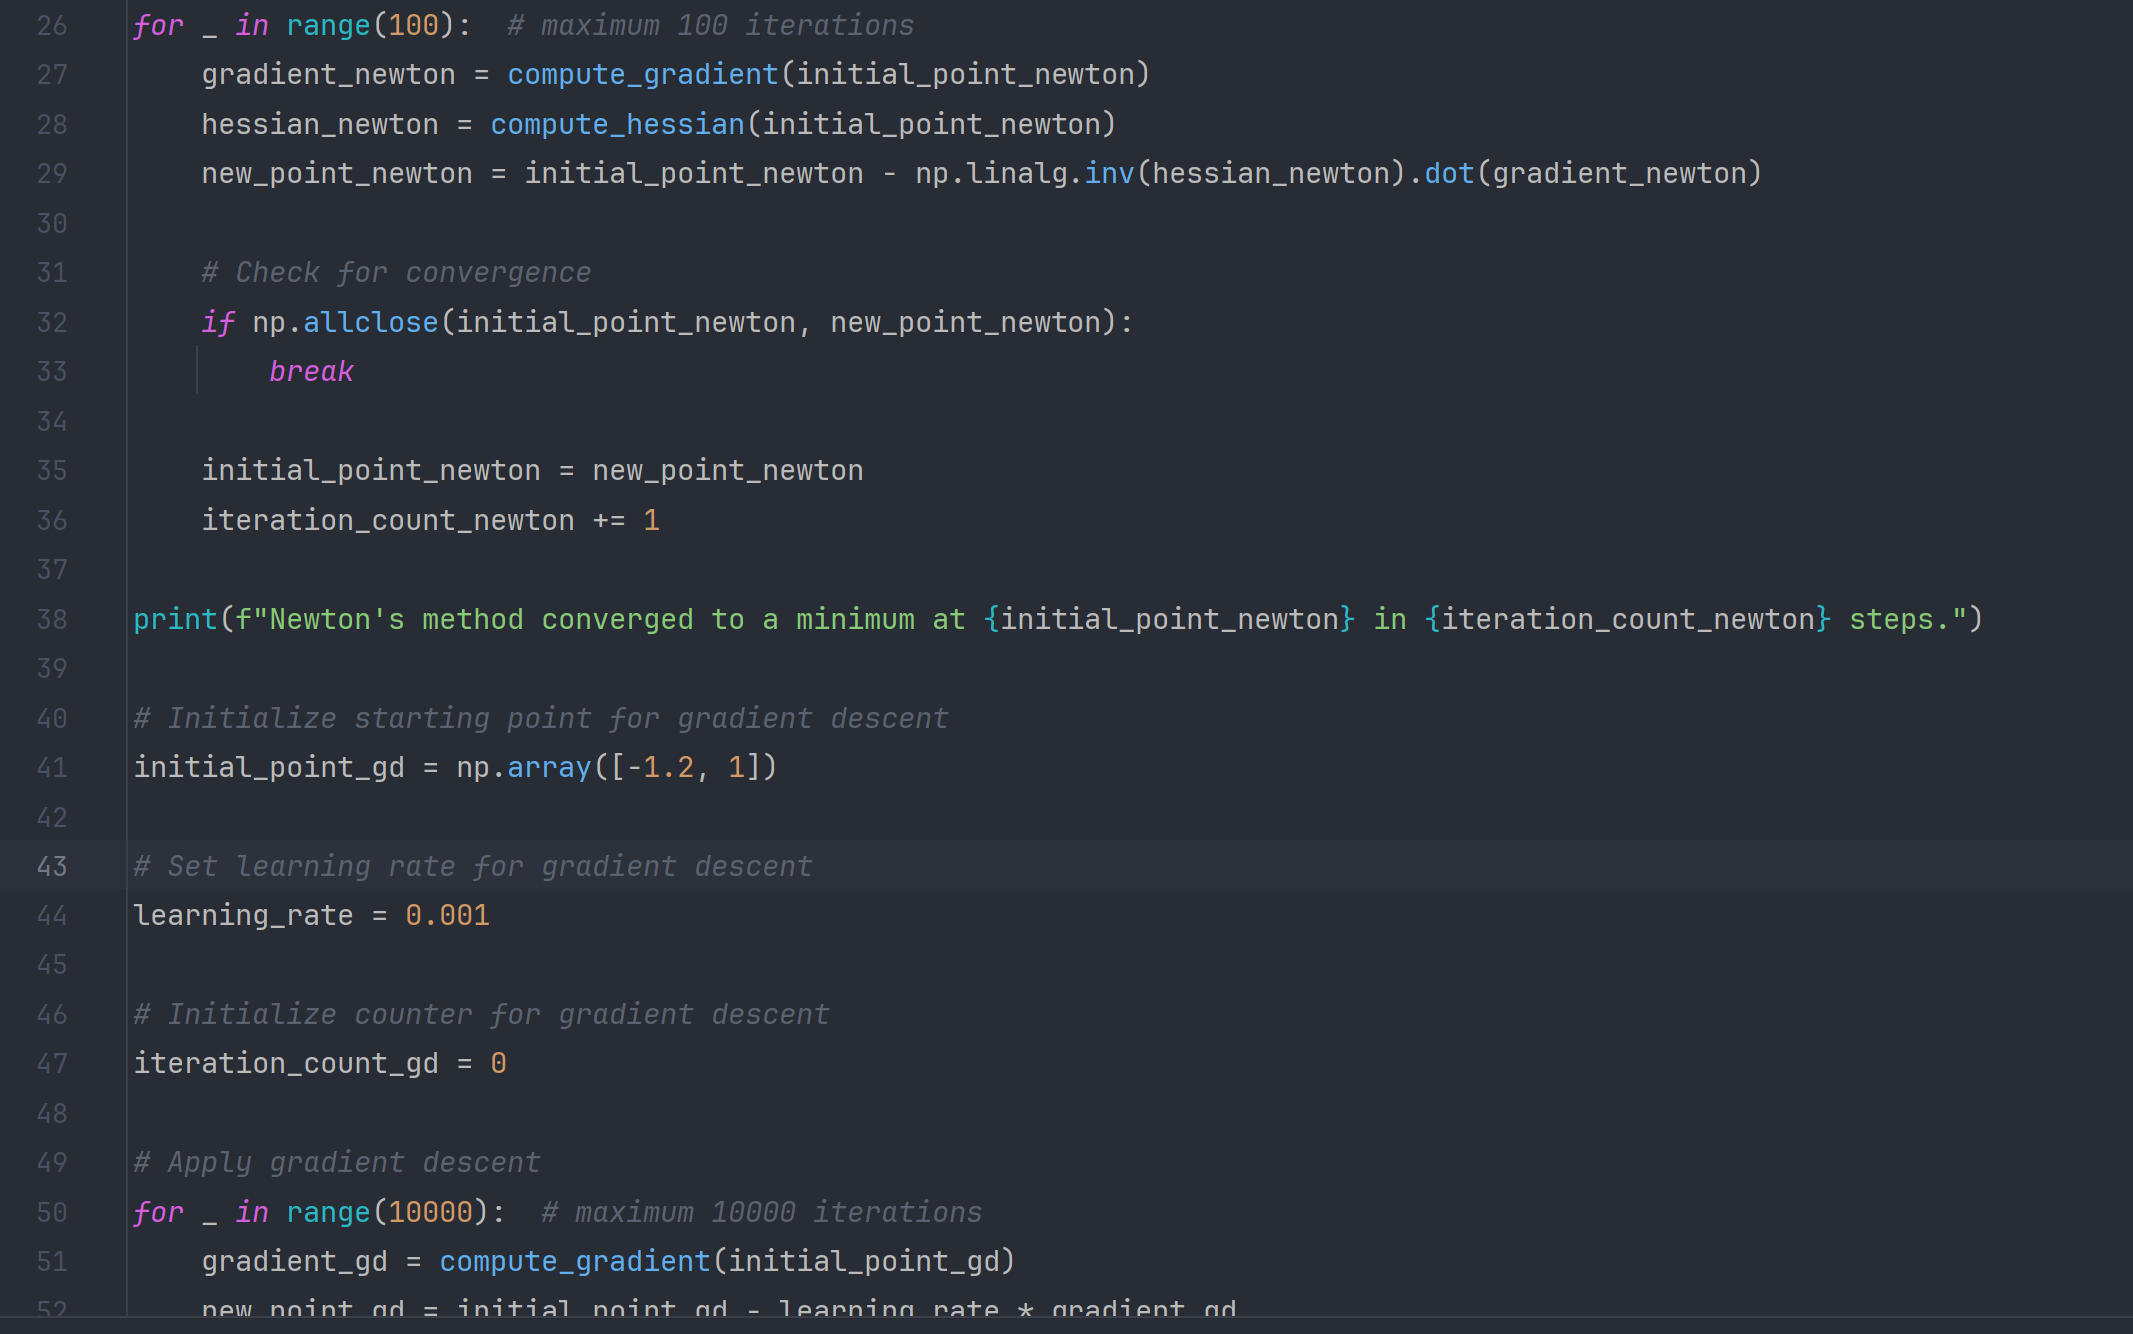 26 for _ in range(100):  # maximum 100 iterations
27     gradient_newton = compute_gradient(initial_point_newton)
28     hessian_newton = compute_hessian(initial_point_newton)
29     new_point_newton = initial_point_newton - np.linalg.inv(hessian_newton).dot(gradient_newton)
30
31     # Check for convergence
32     if np.allclose(initial_point_newton, new_point_newton):
33         break
34
35     initial_point_newton = new_point_newton
36     iteration_count_newton += 1
37
38 print(f"Newton's method converged to a minimum at {initial_point_newton} in {iteration_count_newton} steps.")
39
40 # Initialize starting point for gradient descent
41 initial_point_gd = np.array([-1.2, 1])
42
43 # Set learning rate for gradient descent
44 learning_rate = 0.001
45
46 # Initialize counter for gradient descent
47 iteration_count_gd = 0
48
49 # Apply gradient descent
50 for _ in range(10000):  # maximum 10000 iterations
51     gradient_gd = compute_gradient(initial_point_gd)
52     new_point_gd = initial_point_gd - learning_rate * gradient_gd